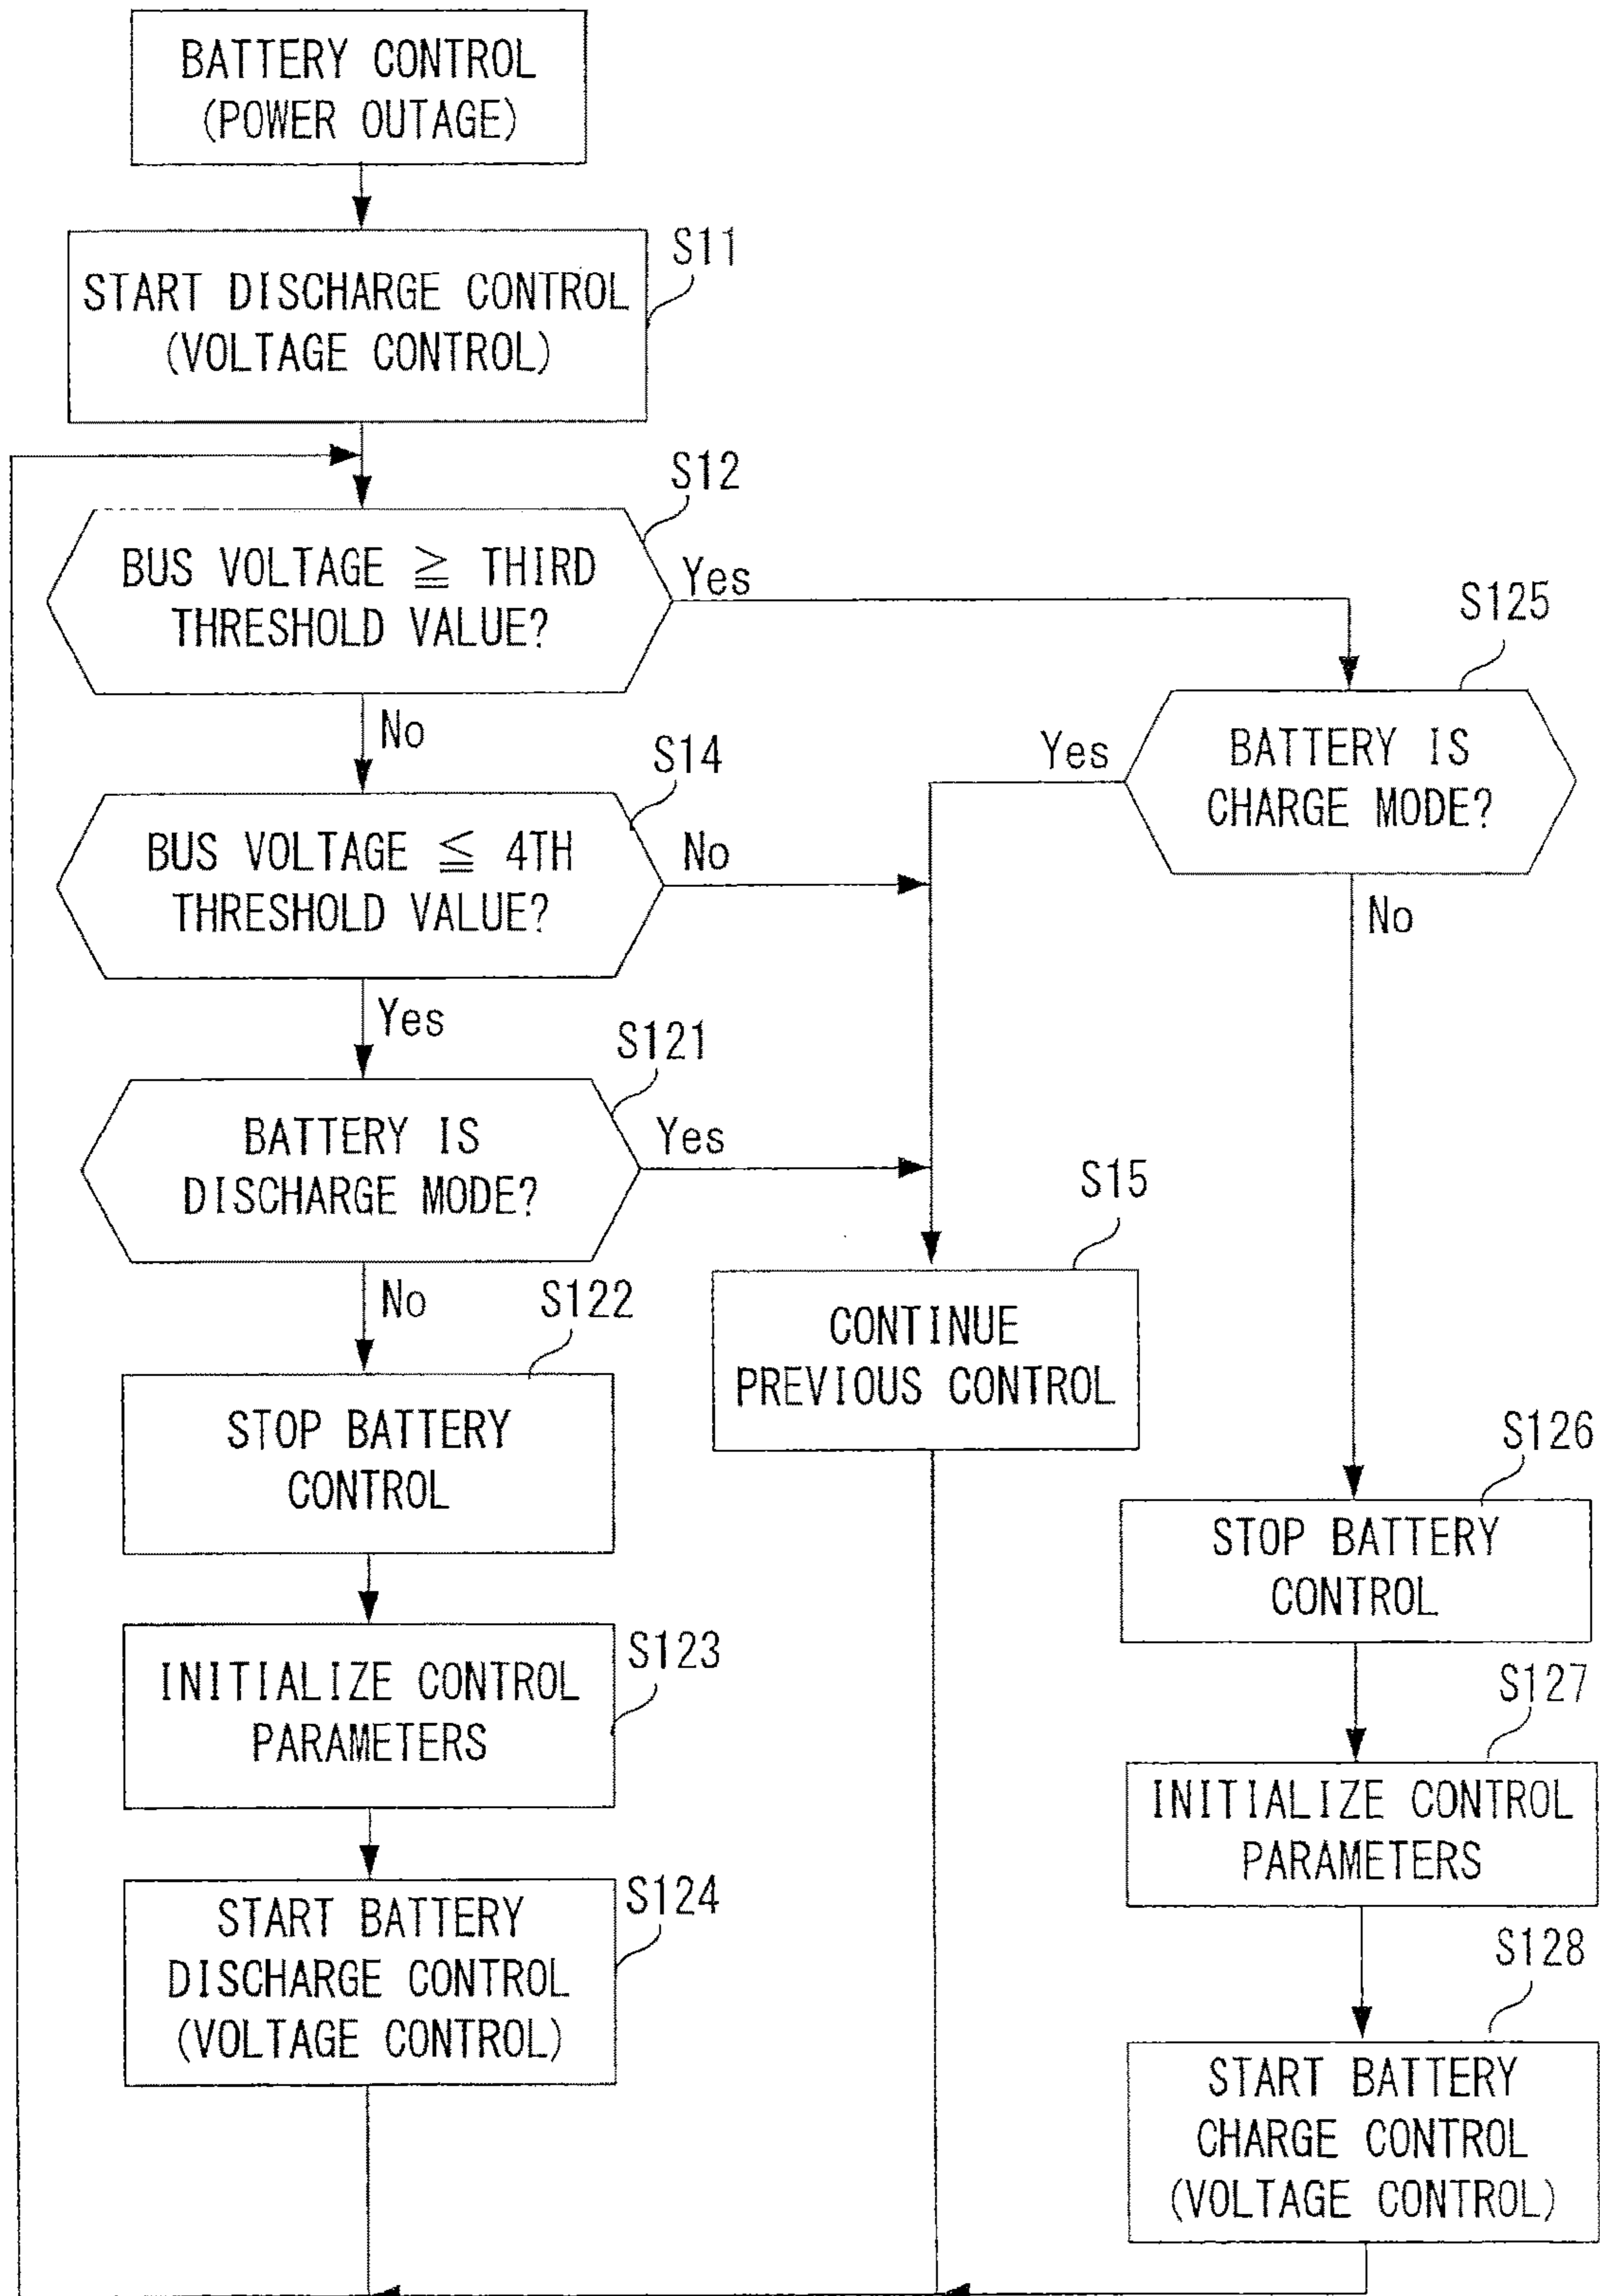 BATTERY CONTROL
(POWER OUTAGE)
S11
START DISCHARGE CONTROL
(VOLTAGE CONTROL)
S12
BUS VOLTAGE ≧ THIRD
THRESHOLD VALUE?
Yes
No
S125
BATTERY IS
CHARGE MODE?
Yes
No
S14
BUS VOLTAGE ≦ 4TH
THRESHOLD VALUE?
No
Yes
S121
BATTERY IS
DISCHARGE MODE?
Yes
No
S15
CONTINUE
PREVIOUS CONTROL
S122
STOP BATTERY
CONTROL
S123
INITIALIZE CONTROL
PARAMETERS
S124
START BATTERY
DISCHARGE CONTROL
(VOLTAGE CONTROL)
S126
STOP BATTERY
CONTROL
S127
INITIALIZE CONTROL
PARAMETERS
S128
START BATTERY
CHARGE CONTROL
(VOLTAGE CONTROL)